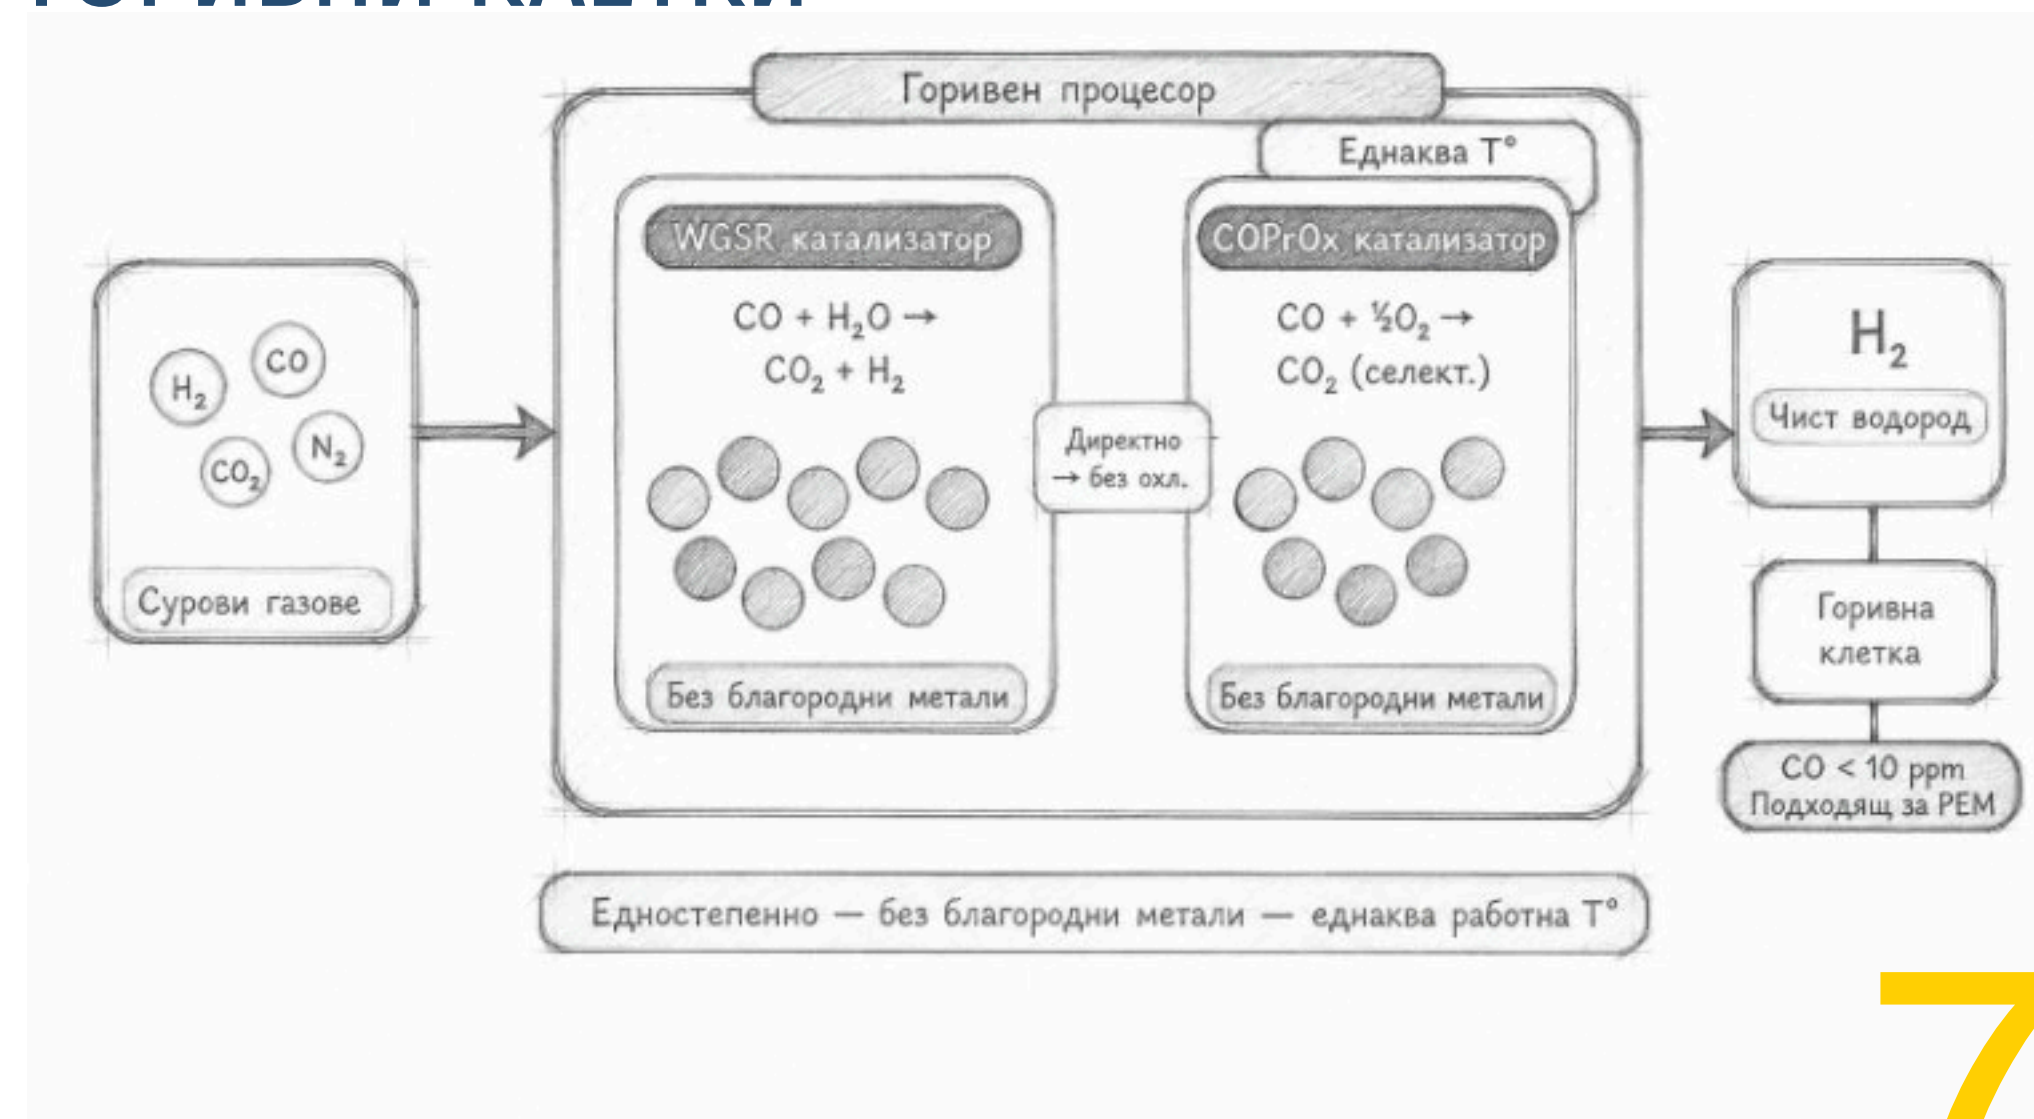 ГОРИВНИ КЛЕТКИ
Горивен процесор
Еднаква T°
WGSR катализатор
CO + H₂O →
CO₂ + H₂
Без благородни метали
Директно
→ без охл.
COPrOx катализатор
CO + ½O₂ →
CO₂ (селект.)
Без благородни метали
H₂
CO
CO₂
N₂
Сурови газове
H₂
Чист водород
Горивна
клетка
CO < 10 ppm
Подходящ за PEM
Едностепенно — без благородни метали — еднаква работна T°
7